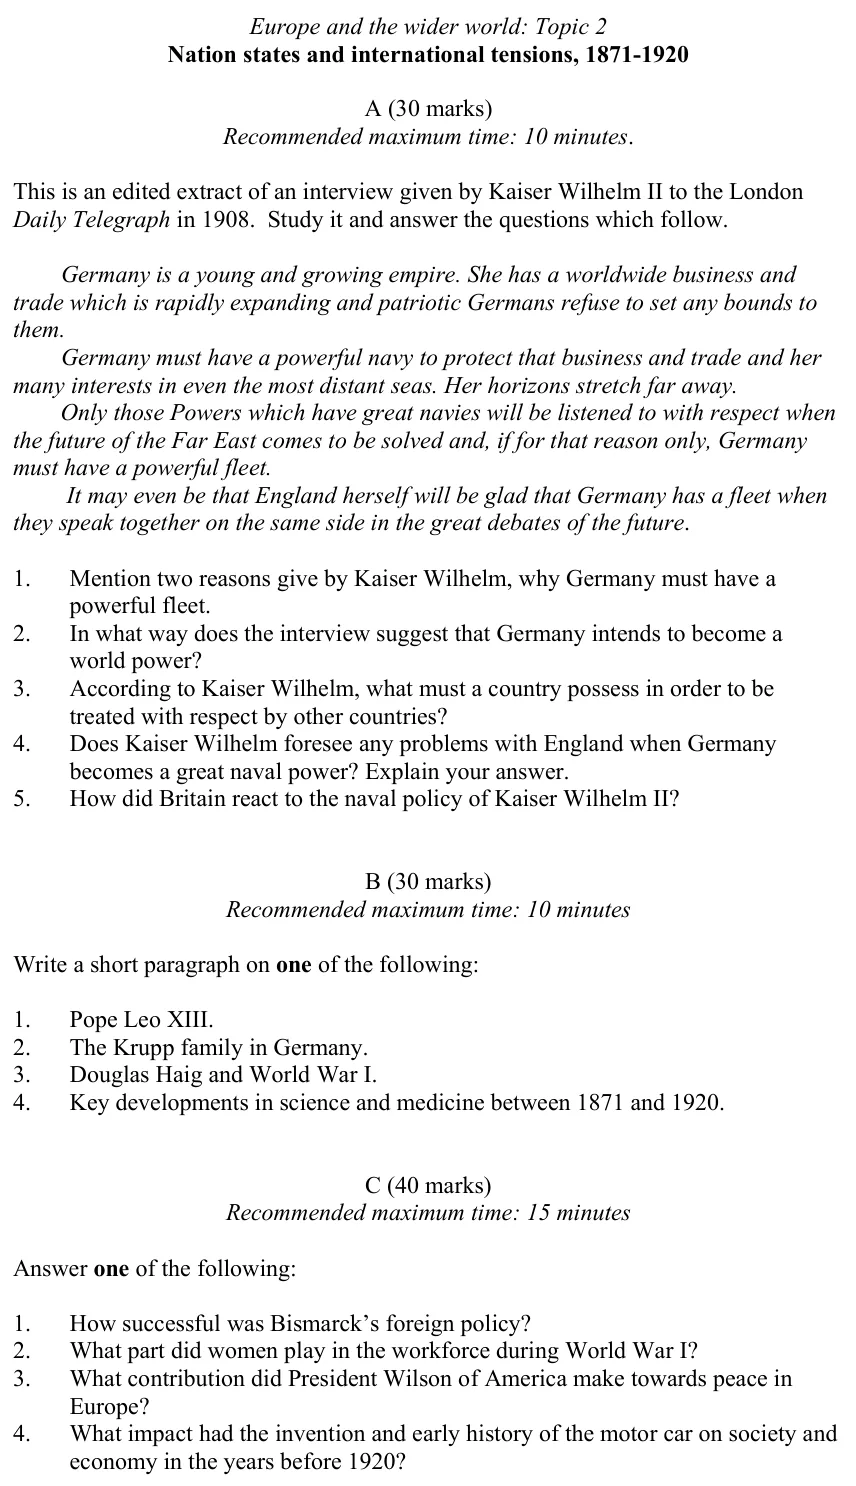 Europe and the wider world: Topic 2
Nation states and international tensions, 1871-1920
A (30 marks)
Recommended maximum time: 10 minutes.
This is an edited extract of an interview given by Kaiser Wilhelm II to the London
Daily Telegraph in 1908.  Study it and answer the questions which follow.
Germany is a young and growing empire. She has a worldwide business and
trade which is rapidly expanding and patriotic Germans refuse to set any bounds to
them.
Germany must have a powerful navy to protect that business and trade and her
many interests in even the most distant seas. Her horizons stretch far away.
Only those Powers which have great navies will be listened to with respect when
the future of the Far East comes to be solved and, if for that reason only, Germany
must have a powerful fleet.
It may even be that England herself will be glad that Germany has a fleet when
they speak together on the same side in the great debates of the future.
1. Mention two reasons give by Kaiser Wilhelm, why Germany must have a
powerful fleet.
2. In what way does the interview suggest that Germany intends to become a
world power?
3. According to Kaiser Wilhelm, what must a country possess in order to be
treated with respect by other countries?
4. Does Kaiser Wilhelm foresee any problems with England when Germany
becomes a great naval power? Explain your answer.
5. How did Britain react to the naval policy of Kaiser Wilhelm II?
B (30 marks)
Recommended maximum time: 10 minutes
Write a short paragraph on one of the following:
1. Pope Leo XIII.
2. The Krupp family in Germany.
3. Douglas Haig and World War I.
4. Key developments in science and medicine between 1871 and 1920.
C (40 marks)
Recommended maximum time: 15 minutes
Answer one of the following:
1. How successful was Bismarck's foreign policy?
2. What part did women play in the workforce during World War I?
3. What contribution did President Wilson of America make towards peace in
Europe?
4. What impact had the invention and early history of the motor car on society and
economy in the years before 1920?